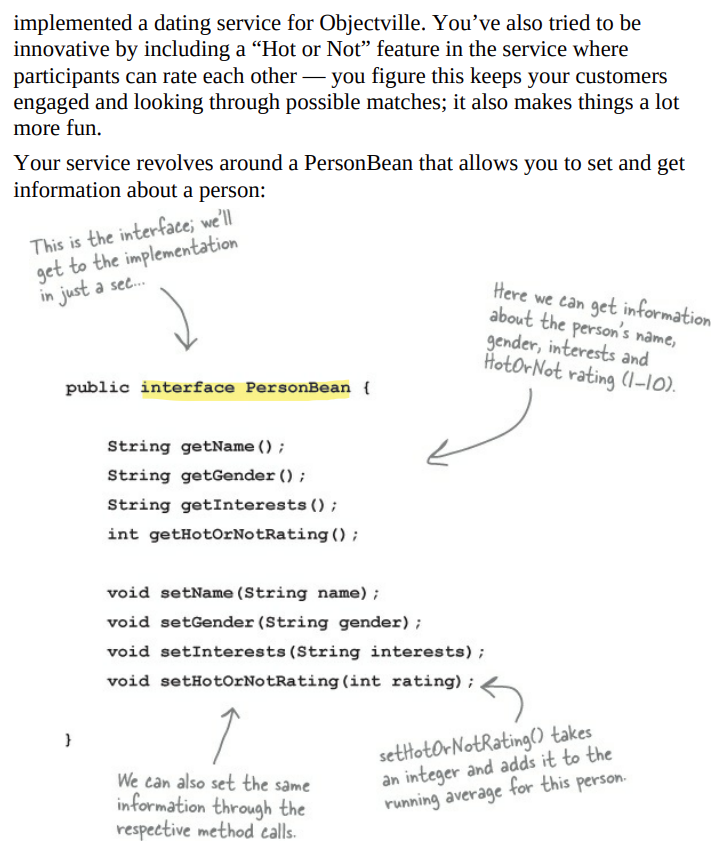 implemented a dating service for Objectville. You’ve also tried to be
innovative by including a “Hot or Not” feature in the service where
participants can rate each other — you figure this keeps your customers
engaged and looking through possible matches; it also makes things a lot
more fun.
Your service revolves around a PersonBean that allows you to set and get
information about a person:
This is the interface; we'll
get to the implementation
in just a sec...
Here we can get information
about the person's name,
gender, interests and
HotOrNot rating (1-10).
public interface PersonBean {
String getName();
String getGender();
String getInterests();
int getHotOrNotRating();
void setName(String name);
void setGender(String gender);
void setInterests(String interests);
void setHotOrNotRating(int rating);
}
We can also set the same
information through the
respective method calls.
setHotOrNotRating() takes
an integer and adds it to the
running average for this person.